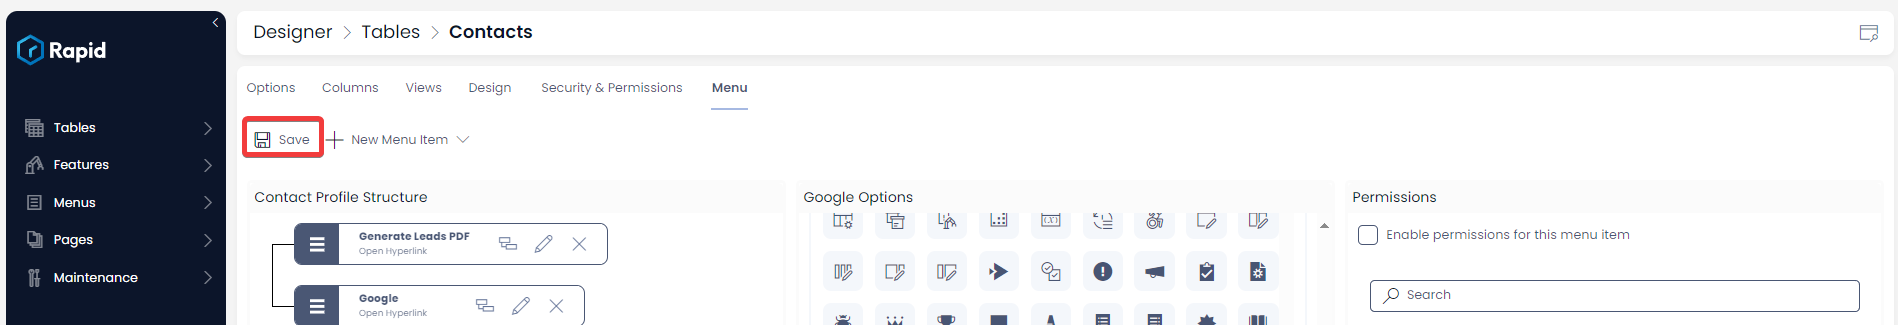 Rapid
Tables
Features
Menus
Pages
Maintenance
Designer > Tables > Contacts
Options Columns Views Design Security & Permissions Menu
Save New Menu Item
Contact Profile Structure
Generate Leads PDF
Open Hyperlink
Google
Open Hyperlink
Google Options
Permissions
Enable permissions for this menu item
Search